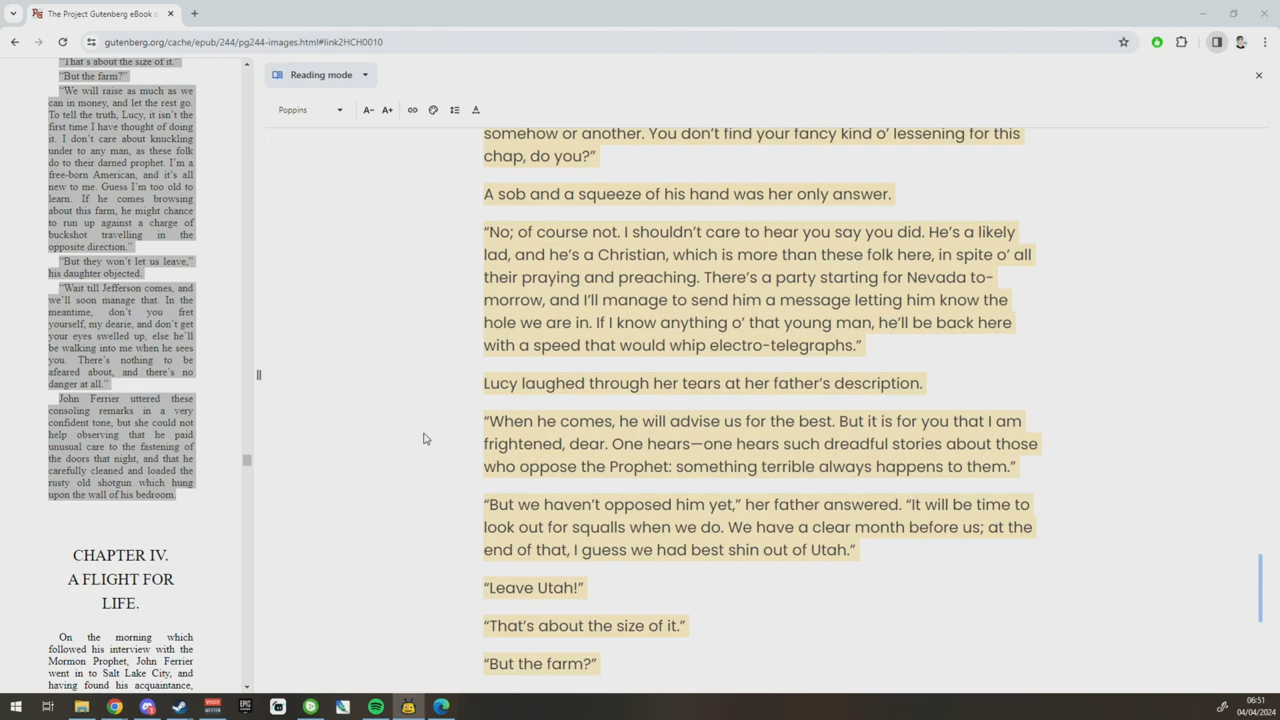 The Project Gutenberg eBook o
gutenberg.org/cache/epub/244/pg244-images.html#link2HCH0010
“That’s about the size of it.”
“But the farm?”
“We will raise as much as we
can in money, and let the rest go.
To tell the truth, Lucy, it isn’t the
first time I have thought of doing
it. I don’t care about knuckling
under to any man, as these folk
do to their darned prophet. I’m a
free-born American, and it’s all
new to me. Guess I’m too old to
learn. If he comes browsing
about this farm, he might chance
to run up against a charge of
buckshot travelling in the
opposite direction.”
“But they won’t let us leave,”
his daughter objected.
“Wait till Jefferson comes, and
we’ll soon manage that. In the
meantime, don’t you fret
yourself, my dearie, and don’t get
your eyes swelled up, else he’ll
be walking into me when he sees
you. There’s nothing to be
afeared about, and there’s no
danger at all.”
John Ferrier uttered these
consoling remarks in a very
confident tone, but she could not
help observing that he paid
unusual care to the fastening of
the doors that night, and that he
carefully cleaned and loaded the
rusty old shotgun which hung
upon the wall of his bedroom.
CHAPTER IV.
A FLIGHT FOR
LIFE.
On the morning which
followed his interview with the
Mormon Prophet, John Ferrier
went in to Salt Lake City, and
having found his acquaintance,
Reading mode
Poppins
A−
A+
somehow or another. You don’t find your fancy kind o’ lessening for this
chap, do you?”
A sob and a squeeze of his hand was her only answer.
“No; of course not. I shouldn’t care to hear you say you did. He’s a likely
lad, and he’s a Christian, which is more than these folk here, in spite o’ all
their praying and preaching. There’s a party starting for Nevada to-
morrow, and I’ll manage to send him a message letting him know the
hole we are in. If I know anything o’ that young man, he’ll be back here
with a speed that would whip electro-telegraphs.”
Lucy laughed through her tears at her father’s description.
“When he comes, he will advise us for the best. But it is for you that I am
frightened, dear. One hears—one hears such dreadful stories about those
who oppose the Prophet: something terrible always happens to them.”
“But we haven’t opposed him yet,” her father answered. “It will be time to
look out for squalls when we do. We have a clear month before us; at the
end of that, I guess we had best shin out of Utah.”
“Leave Utah!”
“That’s about the size of it.”
“But the farm?”
06:51
04/04/2024